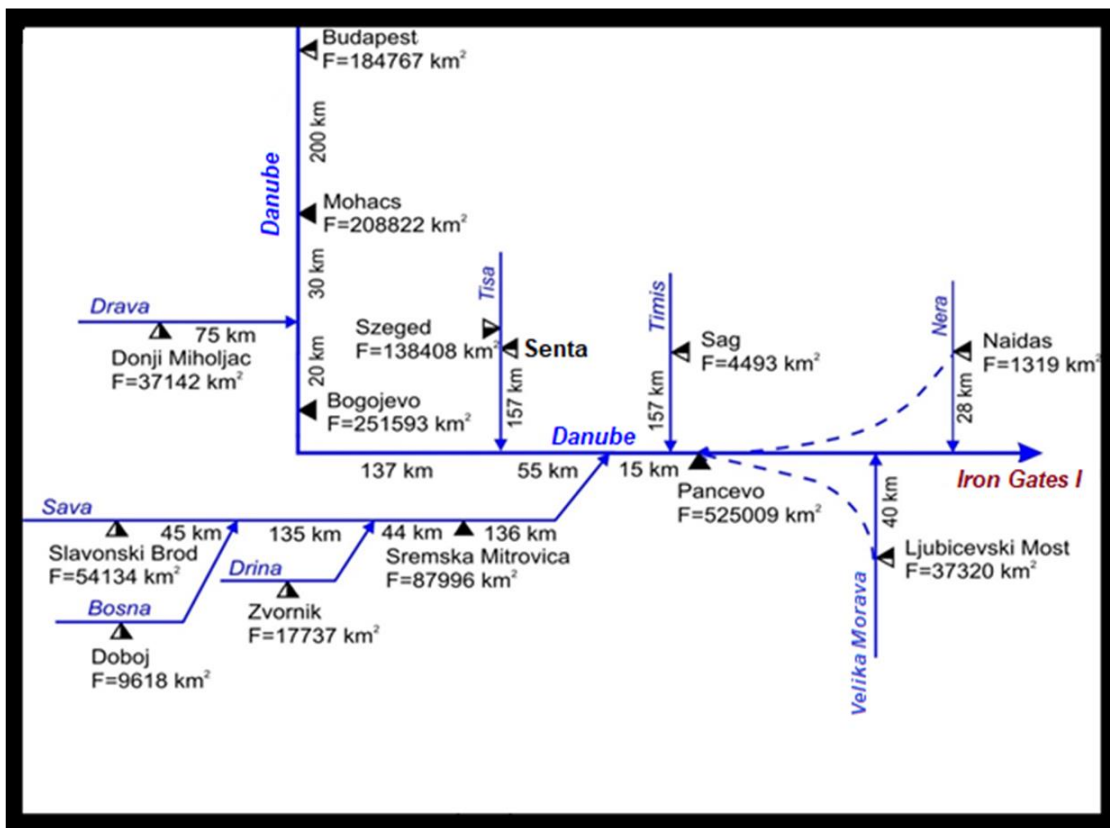 Budapest
F=184767 km²
200 km
Danube
Mohacs
F=208822 km²
30 km
Drava
75 km
Donji Miholjac
F=37142 km²
20 km
Bogojevo
F=251593 km²
Tisa
Szeged
F=138408 km²
Senta
157 km
Timis
Sag
F=4493 km²
157 km
Nera
Naidas
F=1319 km²
28 km
Danube
137 km
55 km
15 km
Iron Gates I
Pancevo
F=525009 km²
40 km
Ljubicevski Most
F=37320 km²
Velika Morava
Sava
45 km
135 km
44 km
136 km
Slavonski Brod
F=54134 km²
Sremska Mitrovica
F=87996 km²
Drina
Zvornik
F=17737 km²
Bosna
Doboj
F=9618 km²